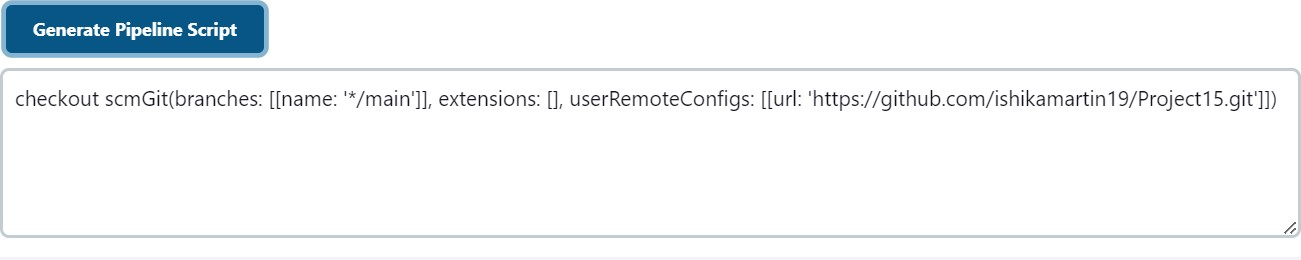 Generate Pipeline Script
checkout scmGit(branches: [[name: '*/main']], extensions: [], userRemoteConfigs: [[url: 'https://github.com/ishikamartin19/Project15.git']])